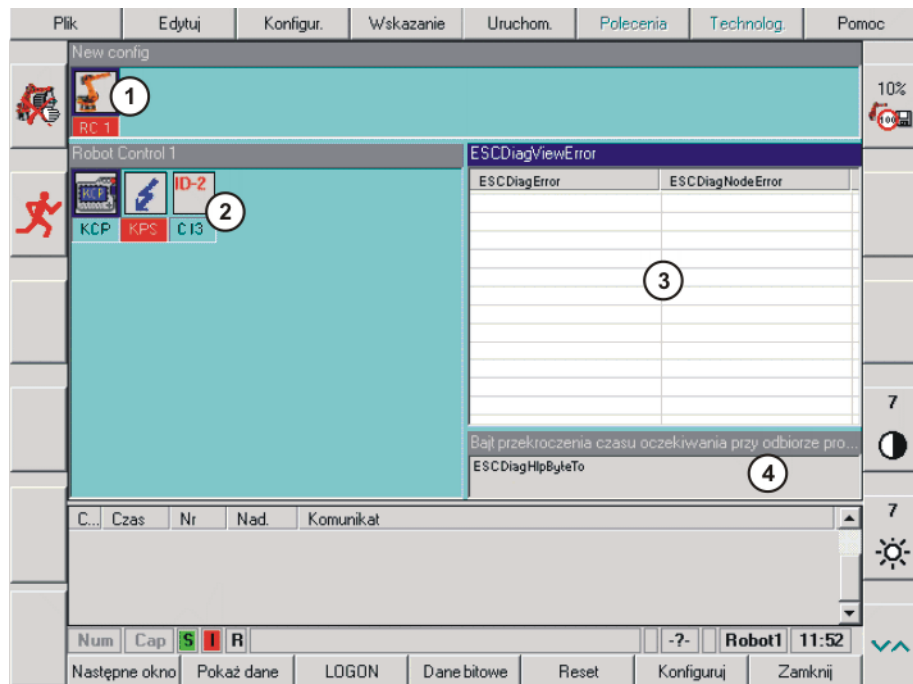 Plik Edytuj Konfigur. Wskazanie Uruchom. Polecenia Technolog. Pomoc
New config
1
RC 1
10%
100
Robot Control 1
ESCDiagViewError
ESCDiagError ESCDiagNodeError
KCP
ID-2
2
KCP KPS CI3
3
7
Bajt przekroczenia czasu oczekiwania przy odbiorze pro...
ESCDiagHlpByteTo
4
C... Czas Nr Nad. Komunikat
7
Num Cap S I R -?- Robot1 11:52
Następne okno Pokaż dane LOGON Dane bitowe Reset Konfiguruj Zamknij